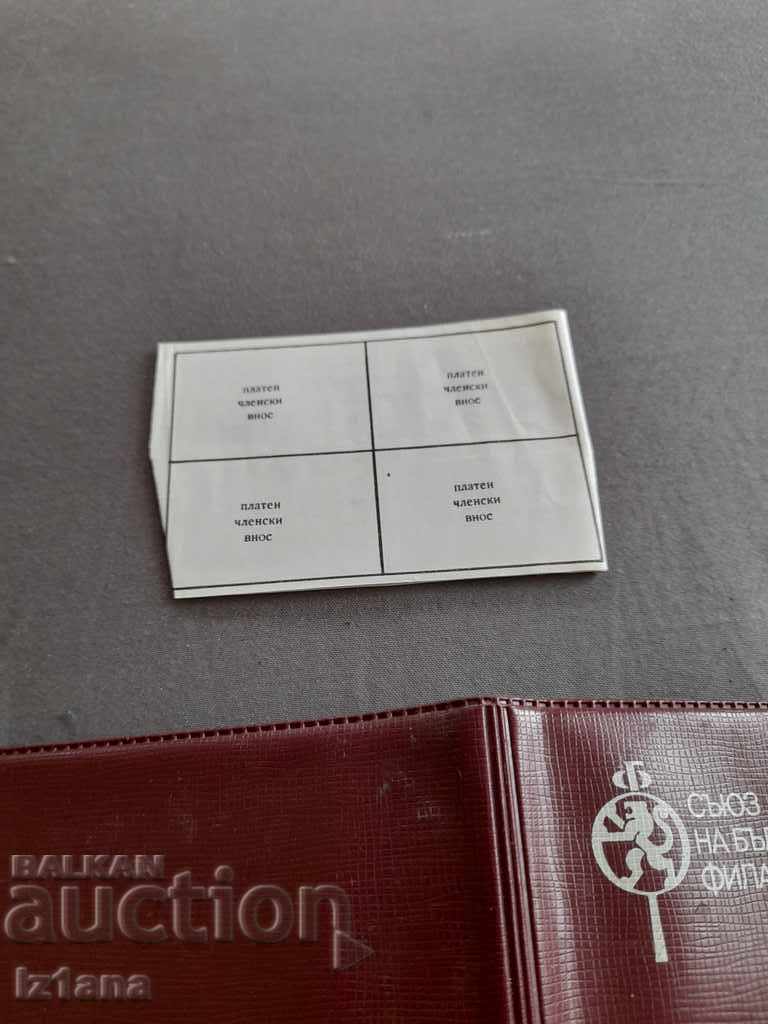 платен
членски
внос
платен
членски
внос
платен
членски
внос
платен
членски
внос
СЪЮЗ
НА БЪ
ФИЛА
BALKAN
auction
iz1ana